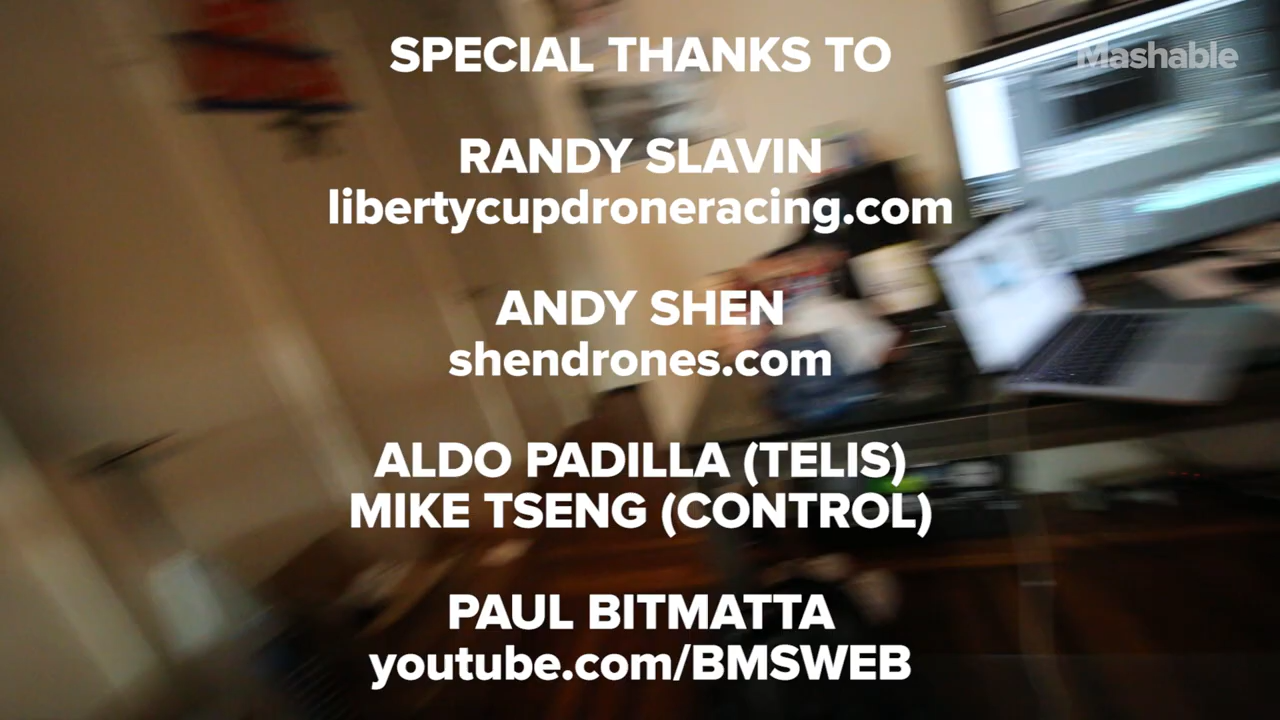 Mashable
SPECIAL THANKS TO
RANDY SLAVIN
libertycupdroneracing.com
ANDY SHEN
shendrones.com
ALDO PADILLA (TELIS)
MIKE TSENG (CONTROL)
PAUL BITMATTA
youtube.com/BMSWEB